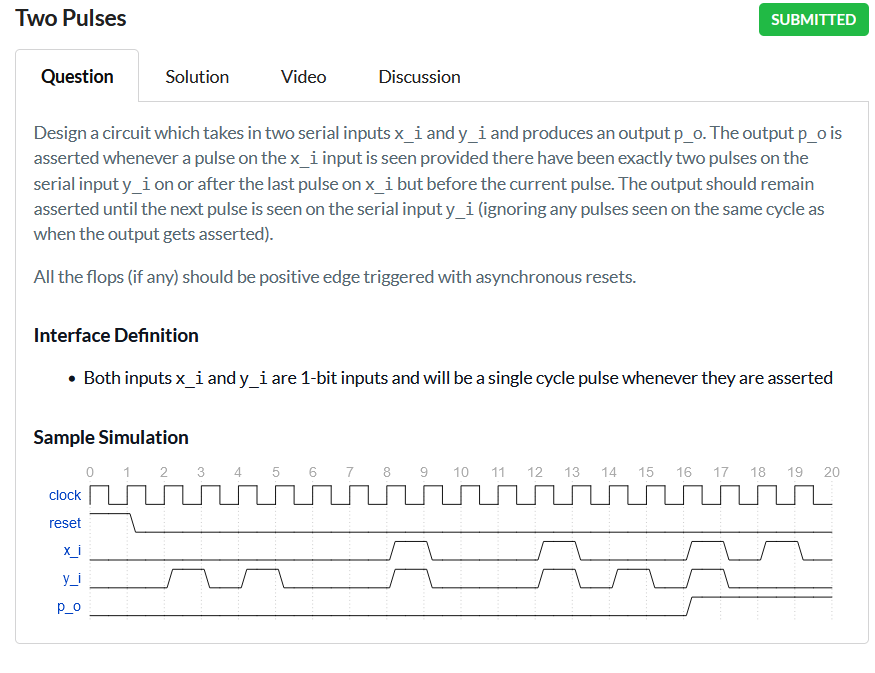 Two Pulses
SUBMITTED
Question
Solution
Video
Discussion
Design a circuit which takes in two serial inputs x_i and y_i and produces an output p_o. The output p_o is
asserted whenever a pulse on the x_i input is seen provided there have been exactly two pulses on the
serial input y_i on or after the last pulse on x_i but before the current pulse. The output should remain
asserted until the next pulse is seen on the serial input y_i (ignoring any pulses seen on the same cycle as
when the output gets asserted).
All the flops (if any) should be positive edge triggered with asynchronous resets.
Interface Definition
• Both inputs x_i and y_i are 1-bit inputs and will be a single cycle pulse whenever they are asserted
Sample Simulation
0 1 2 3 4 5 6 7 8 9 10 11 12 13 14 15 16 17 18 19 20
clock
reset
x_i
y_i
p_o